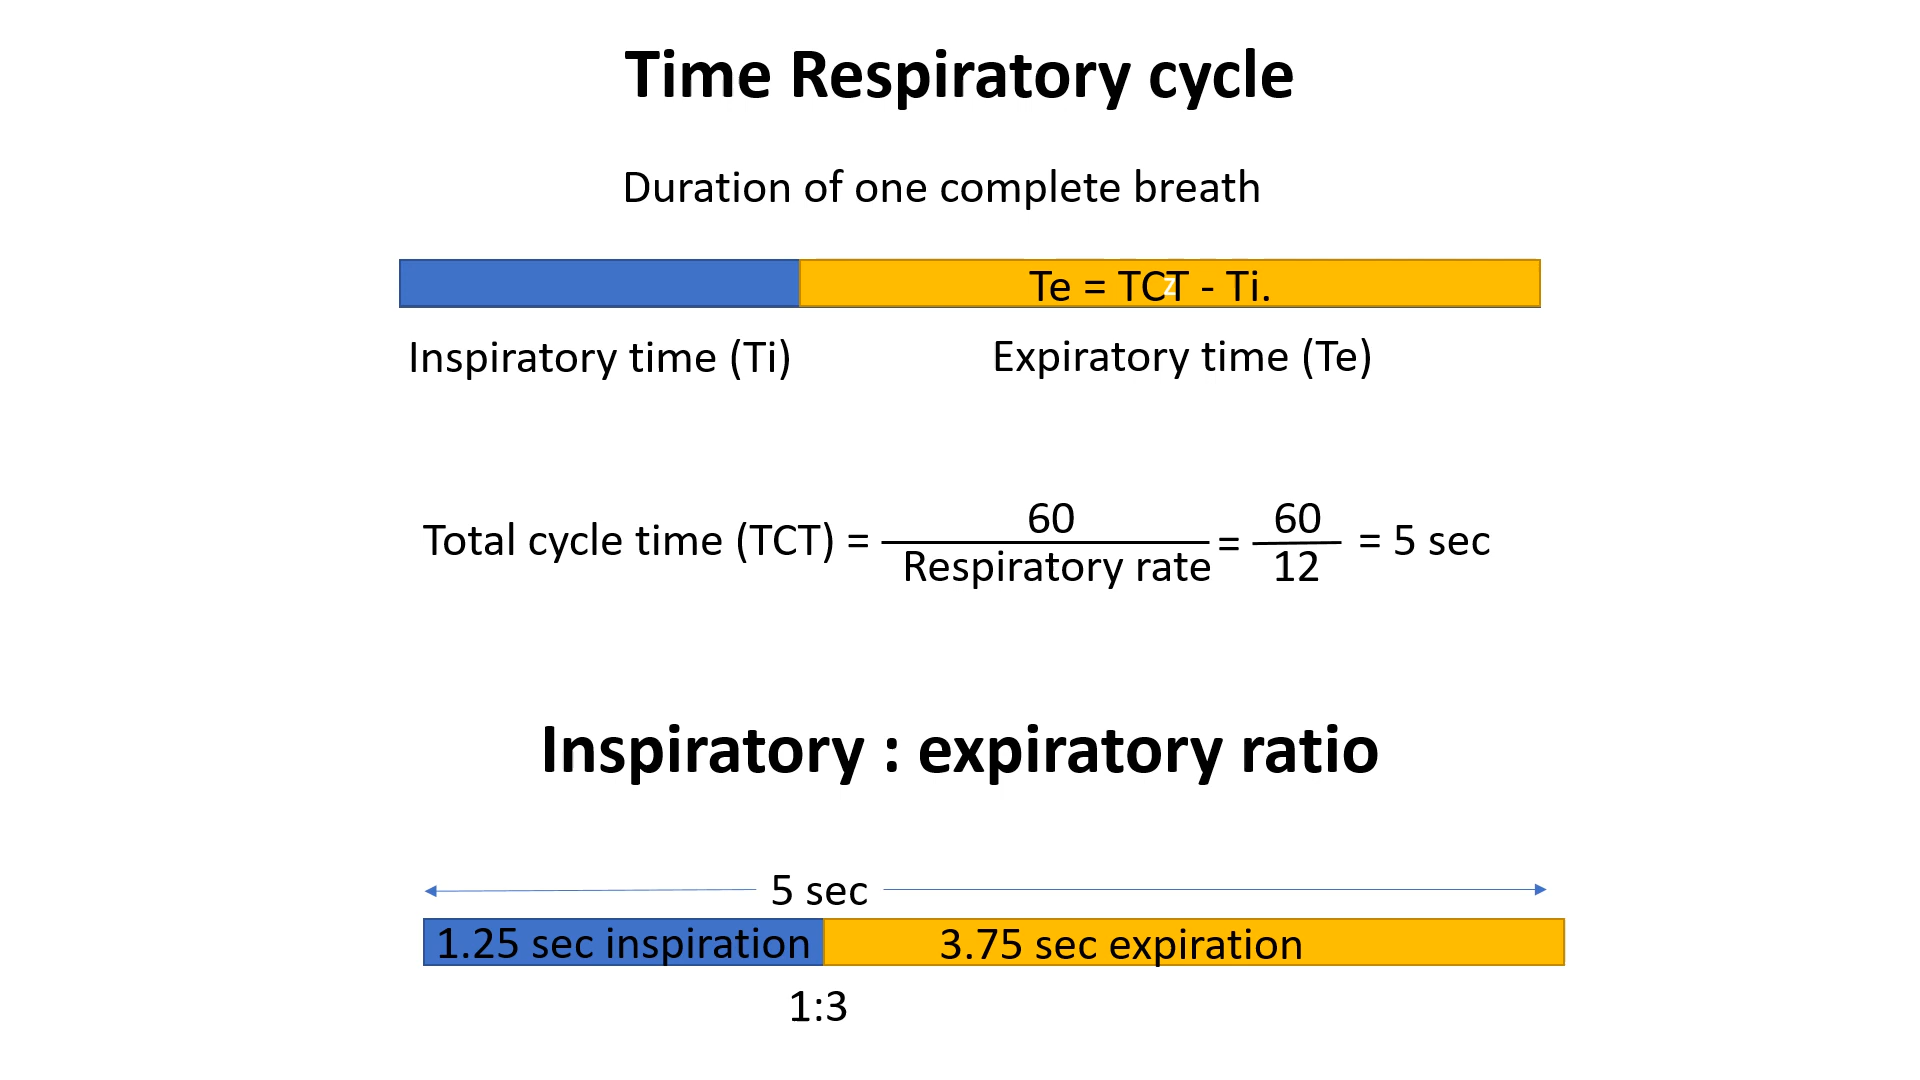 Time Respiratory cycle
Duration of one complete breath
Te = TCT - Ti.
z
Inspiratory time (Ti)
Expiratory time (Te)
Total cycle time (TCT) = 60 / Respiratory rate = 60 / 12 = 5 sec
Inspiratory : expiratory ratio
5 sec
1.25 sec inspiration
3.75 sec expiration
1:3